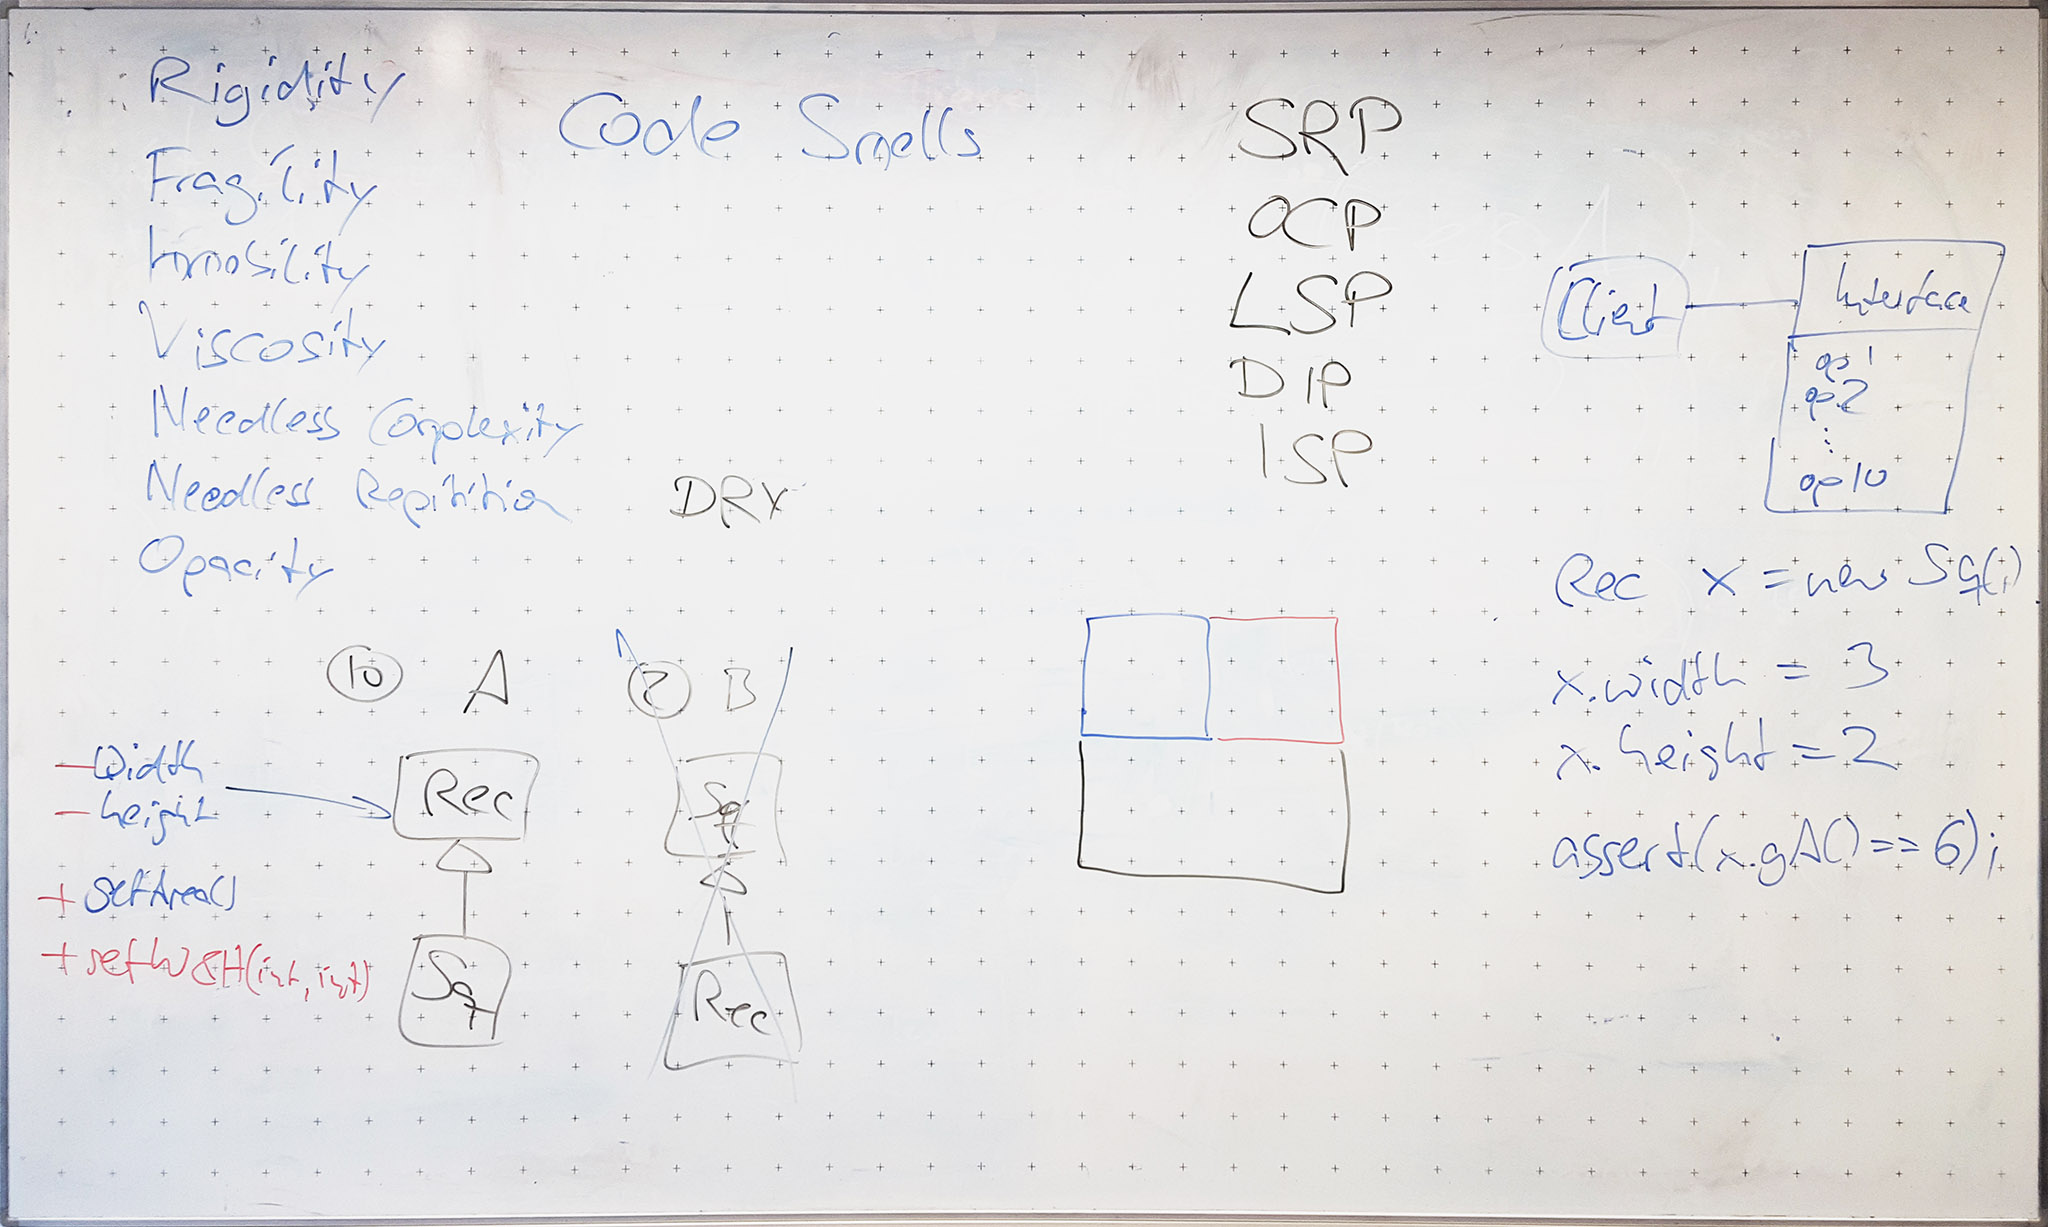 Rigidity
Fragility
Immobility
Viscosity
Needless Complexity
Needless Repitition
DRY
Opacity
Code Smells
SRP
OCP
LSP
DIP
ISP
Client
Interface
op1
op2
⋮
op10
10 A
2 B
- Width
- height
+ getArea()
+ setW&H(int, int)
Rec
Sq
Sq
Rec
Rec x = new Sq()
x.width = 3
x.height = 2
assert(x.gA() == 6);